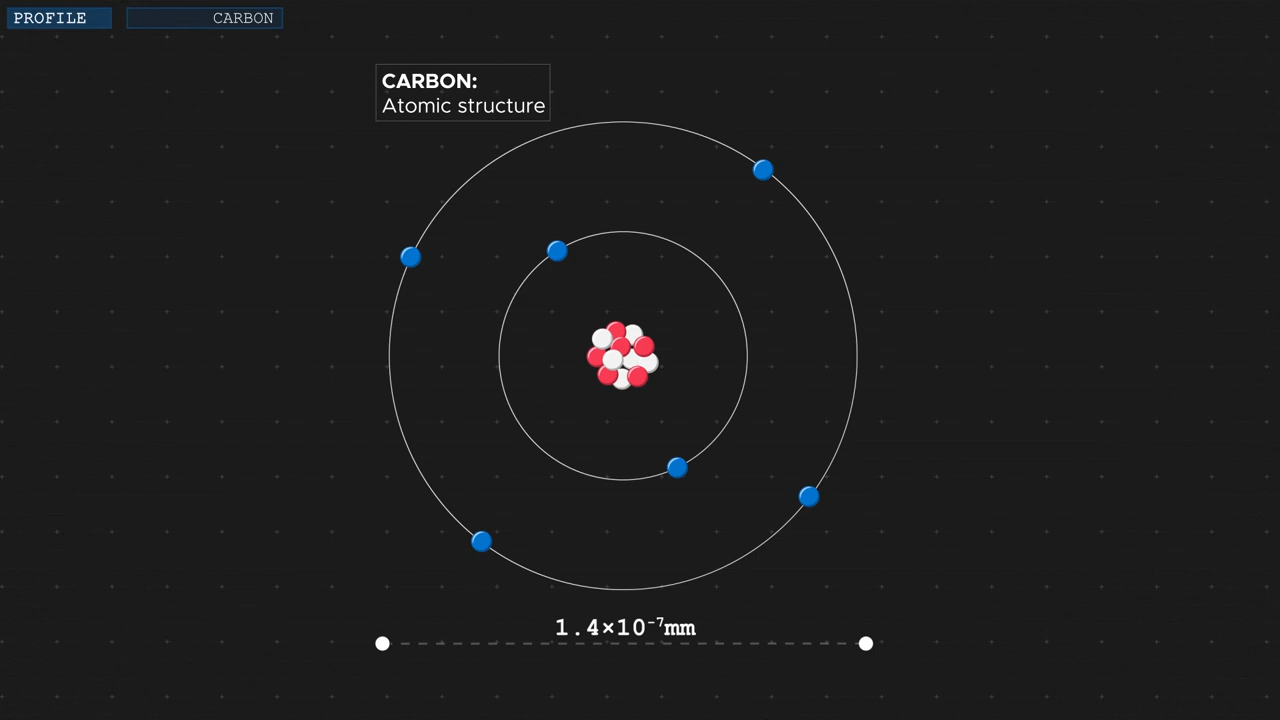 PROFILE
CARBON
CARBON:
Atomic structure
1.4×10⁻⁷mm